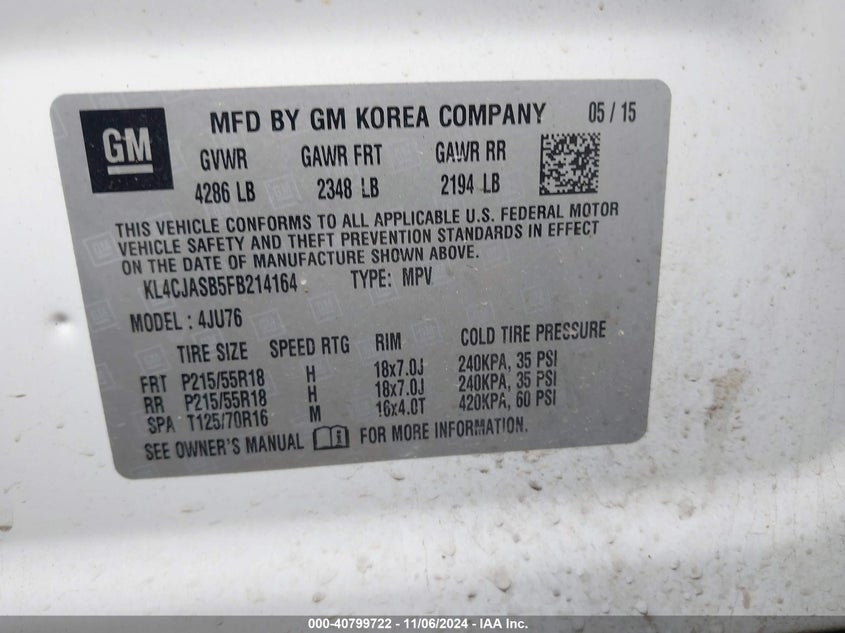 GM
MFD BY GM KOREA COMPANY 05 / 15
GVWR GAWR FRT GAWR RR
4286 LB 2348 LB 2194 LB
THIS VEHICLE CONFORMS TO ALL APPLICABLE U.S. FEDERAL MOTOR
VEHICLE SAFETY AND THEFT PREVENTION STANDARDS IN EFFECT
ON THE DATE OF MANUFACTURE SHOWN ABOVE.
KL4CJASB5FB214164 TYPE: MPV
MODEL : 4JU76
TIRE SIZE SPEED RTG RIM COLD TIRE PRESSURE
FRT P215/55R18 H 18x7.0J 240KPA, 35 PSI
RR P215/55R18 H 18x7.0J 240KPA, 35 PSI
SPA T125/70R16 M 16x4.0T 420KPA, 60 PSI
SEE OWNER'S MANUAL i FOR MORE INFORMATION.
000-40799722 - 11/06/2024 - IAA Inc.